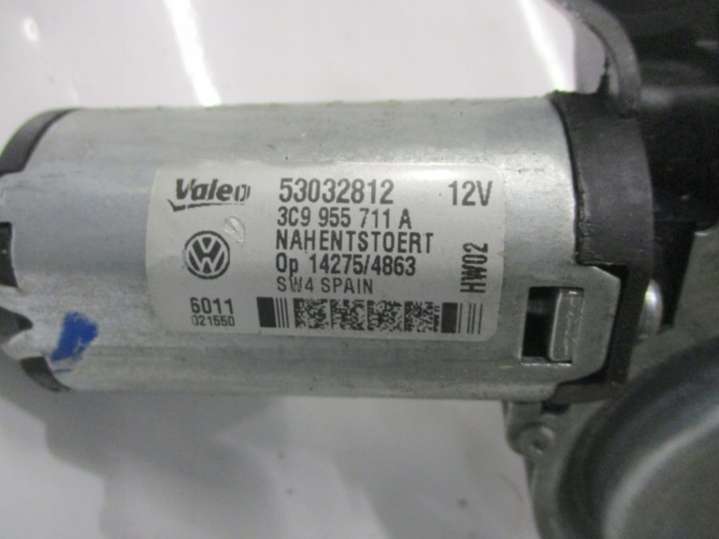 Valeo 53032812 12V
3C9 955 711 A
NAHENTSTOERT
Op 14275/4863
SW4 SPAIN
HW02
6011
021550